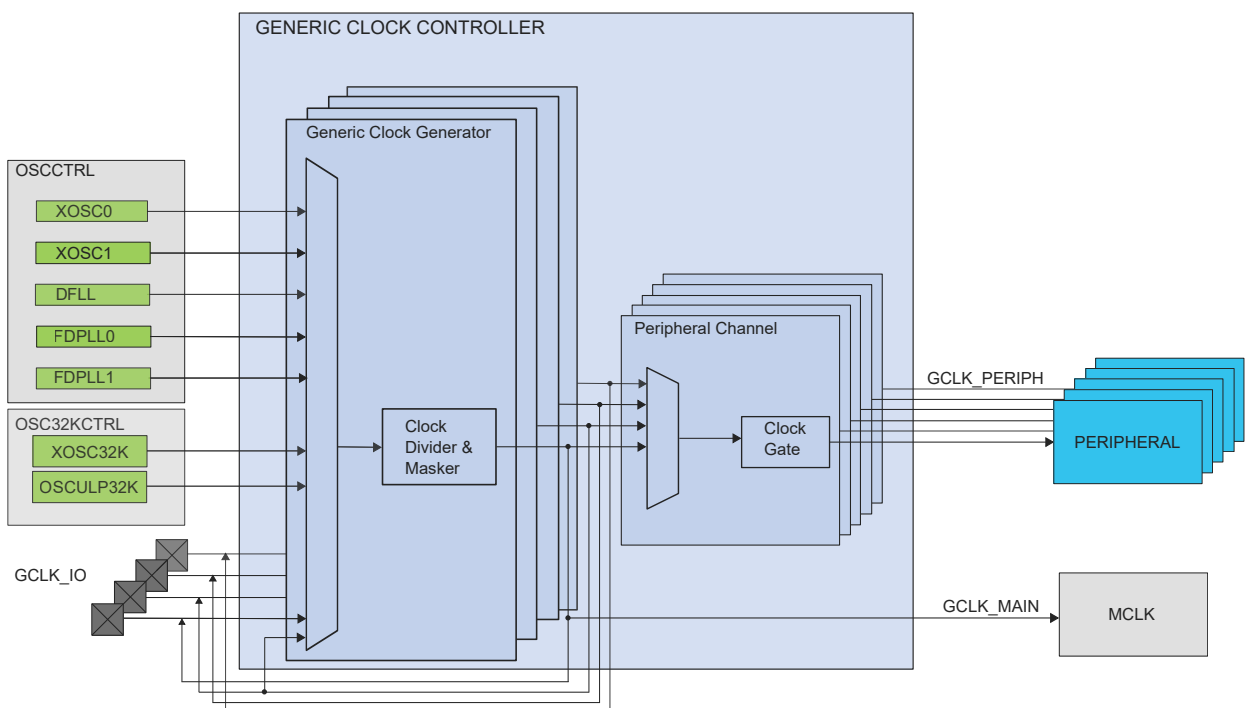 GENERIC CLOCK CONTROLLER
Generic Clock Generator
OSCCTRL
XOSC0
XOSC1
DFLL
FDPLL0
FDPLL1
OSC32KCTRL
XOSC32K
OSCULP32K
GCLK_IO
Clock
Divider &
Masker
Peripheral Channel
Clock
Gate
GCLK_PERIPH
PERIPHERAL
GCLK_MAIN
MCLK